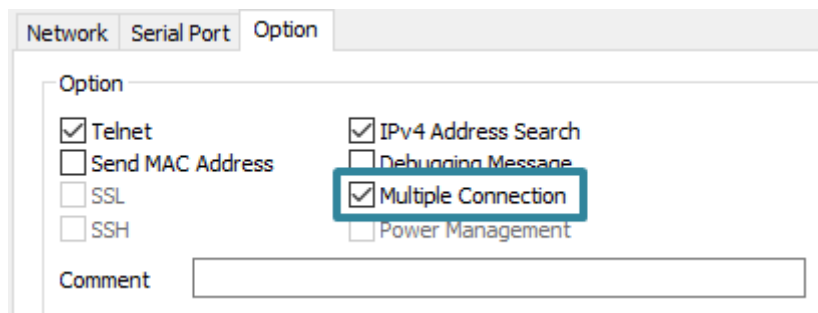 Network Serial Port Option
Option
Telnet IPv4 Address Search
Send MAC Address Debugging Message
SSL Multiple Connection
SSH Power Management
Comment